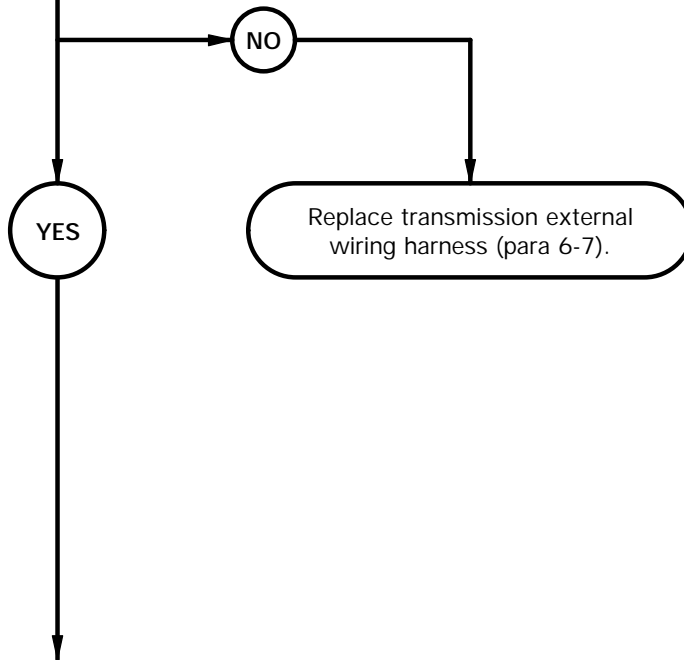 NO
YES
Replace transmission external
wiring harness (para 6-7).